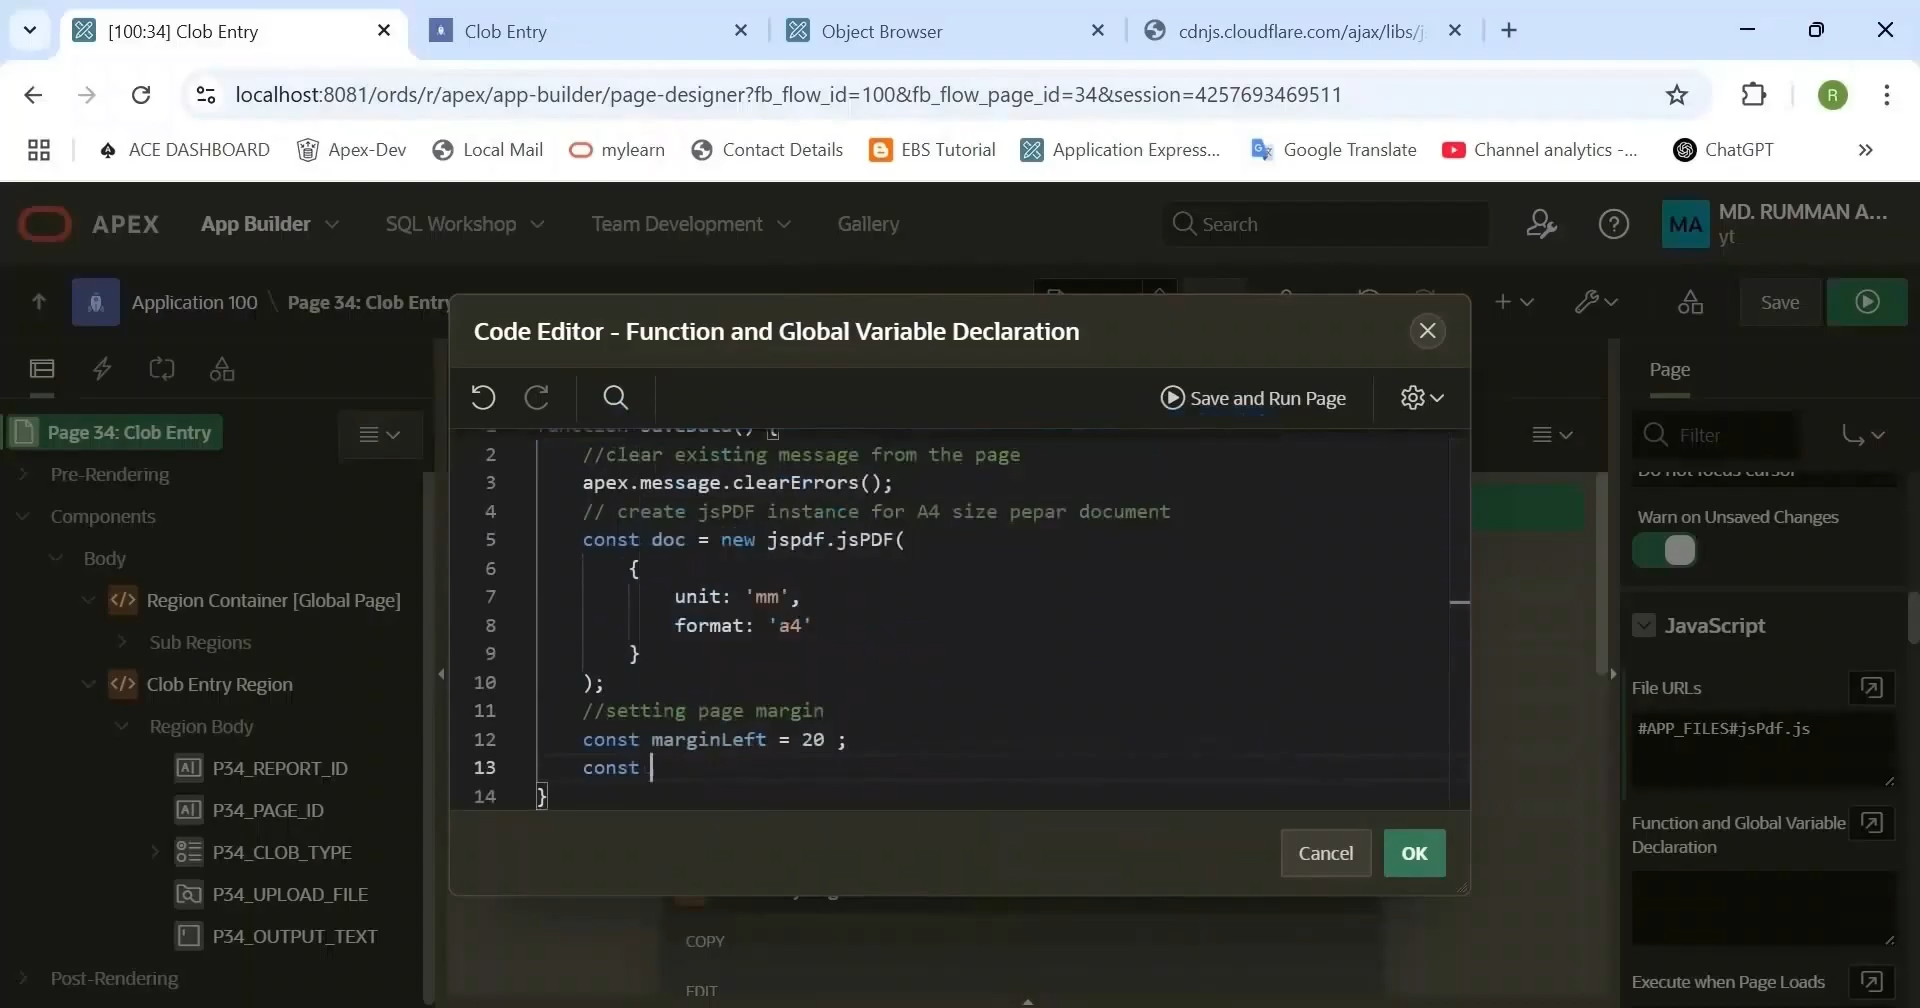 [100:34] Clob Entry
Clob Entry
Object Browser
cdnjs.cloudflare.com/ajax/libs/j
localhost:8081/ords/r/apex/app-builder/page-designer?fb_flow_id=100&fb_flow_page_id=34&session=4257693469511
R
ACE DASHBOARD
Apex-Dev
Local Mail
mylearn
Contact Details
EBS Tutorial
Application Express...
Google Translate
Channel analytics -...
ChatGPT
APEX
App Builder
SQL Workshop
Team Development
Gallery
Search
MA
MD. RUMMAN A...
yt
Application 100 \ Page 34: Clob Entry
Save
Code Editor - Function and Global Variable Declaration
Save and Run Page
Page 34: Clob Entry
Pre-Rendering
Components
Body
Region Container [Global Page]
Sub Regions
Clob Entry Region
Region Body
P34_REPORT_ID
P34_PAGE_ID
P34_CLOB_TYPE
P34_UPLOAD_FILE
P34_OUTPUT_TEXT
Post-Rendering
2 //clear existing message from the page
3 apex.message.clearErrors();
4 // create jsPDF instance for A4 size pepar document
5 const doc = new jspdf.jsPDF(
6 {
7 unit: 'mm',
8 format: 'a4'
9 }
10 );
11 //setting page margin
12 const marginLeft = 20 ;
13 const
14 }
Cancel
OK
COPY
EDIT
Page
Filter
Do not focus cursor
Warn on Unsaved Changes
JavaScript
File URLs
#APP_FILES#jsPdf.js
Function and Global Variable
Declaration
Execute when Page Loads